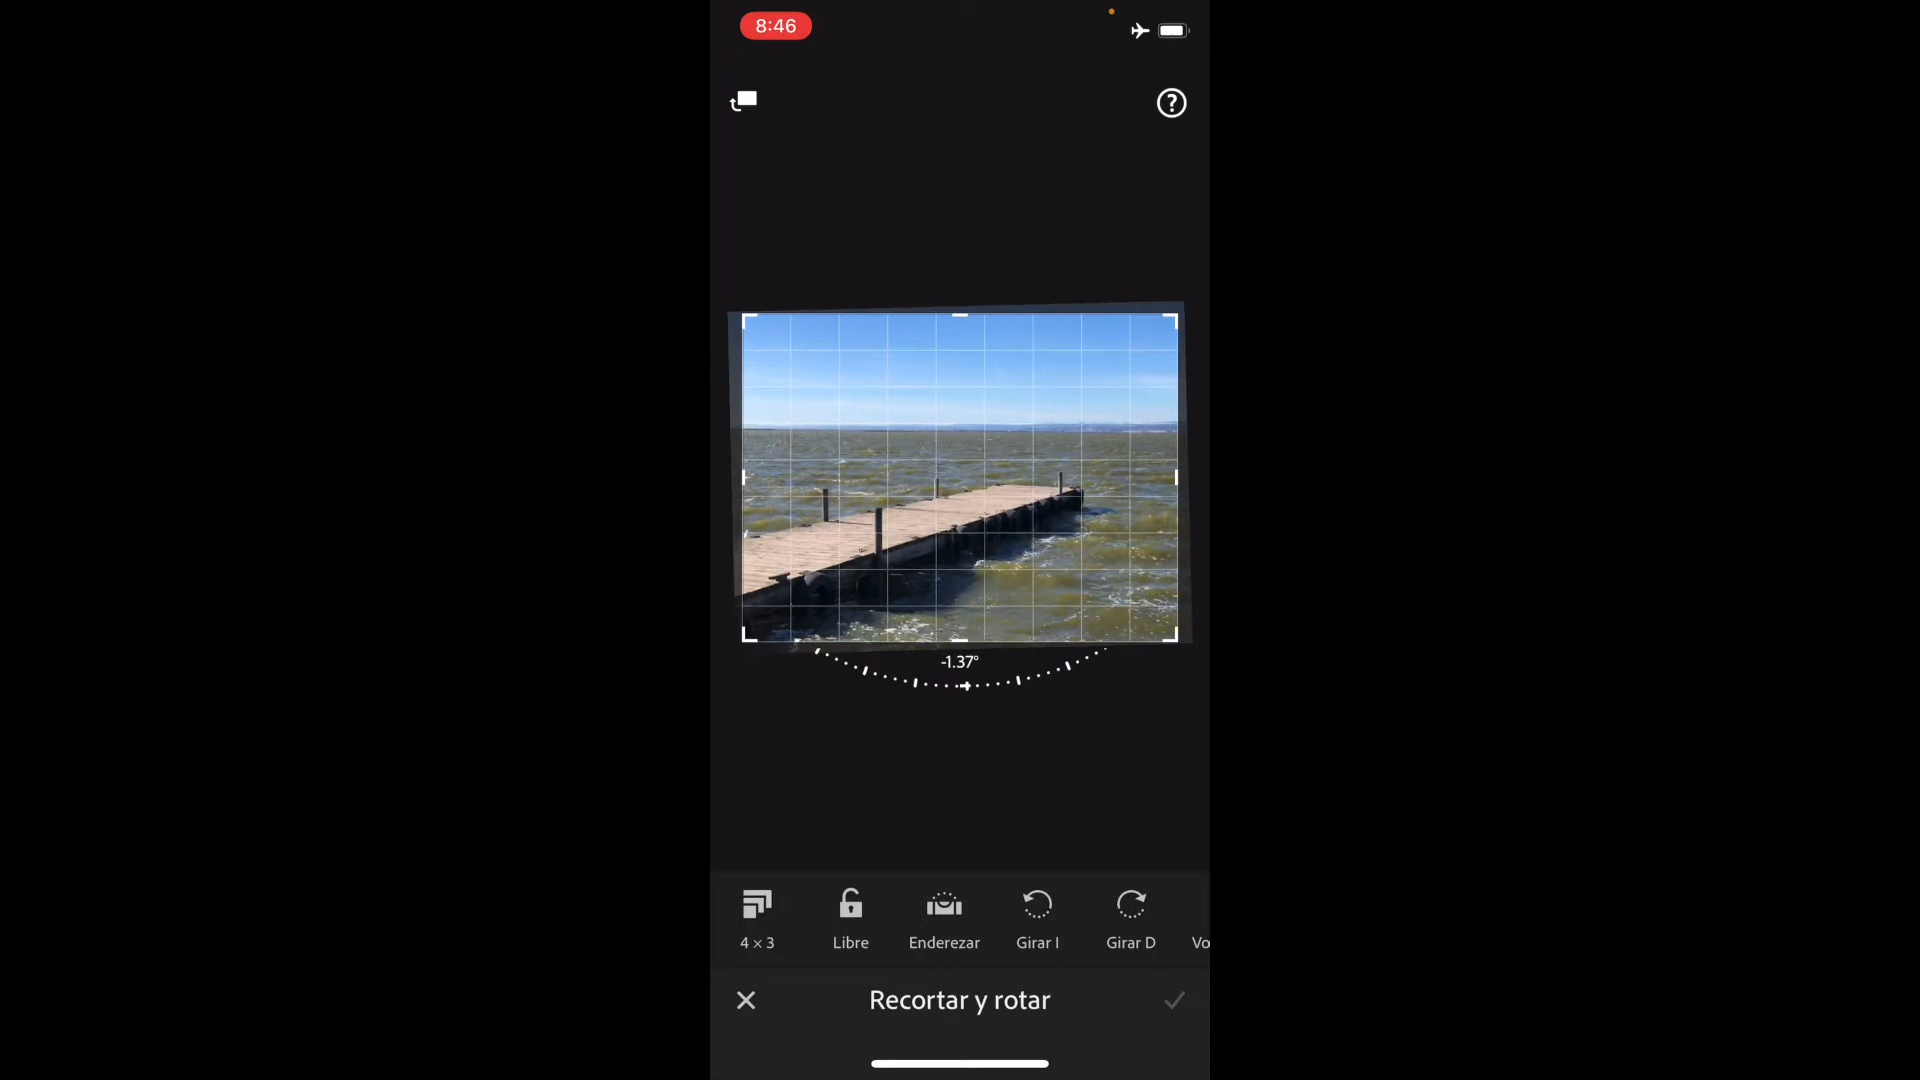 8:46
-1.37°
4 × 3
Libre
Enderezar
Girar I
Girar D
Vo
Recortar y rotar